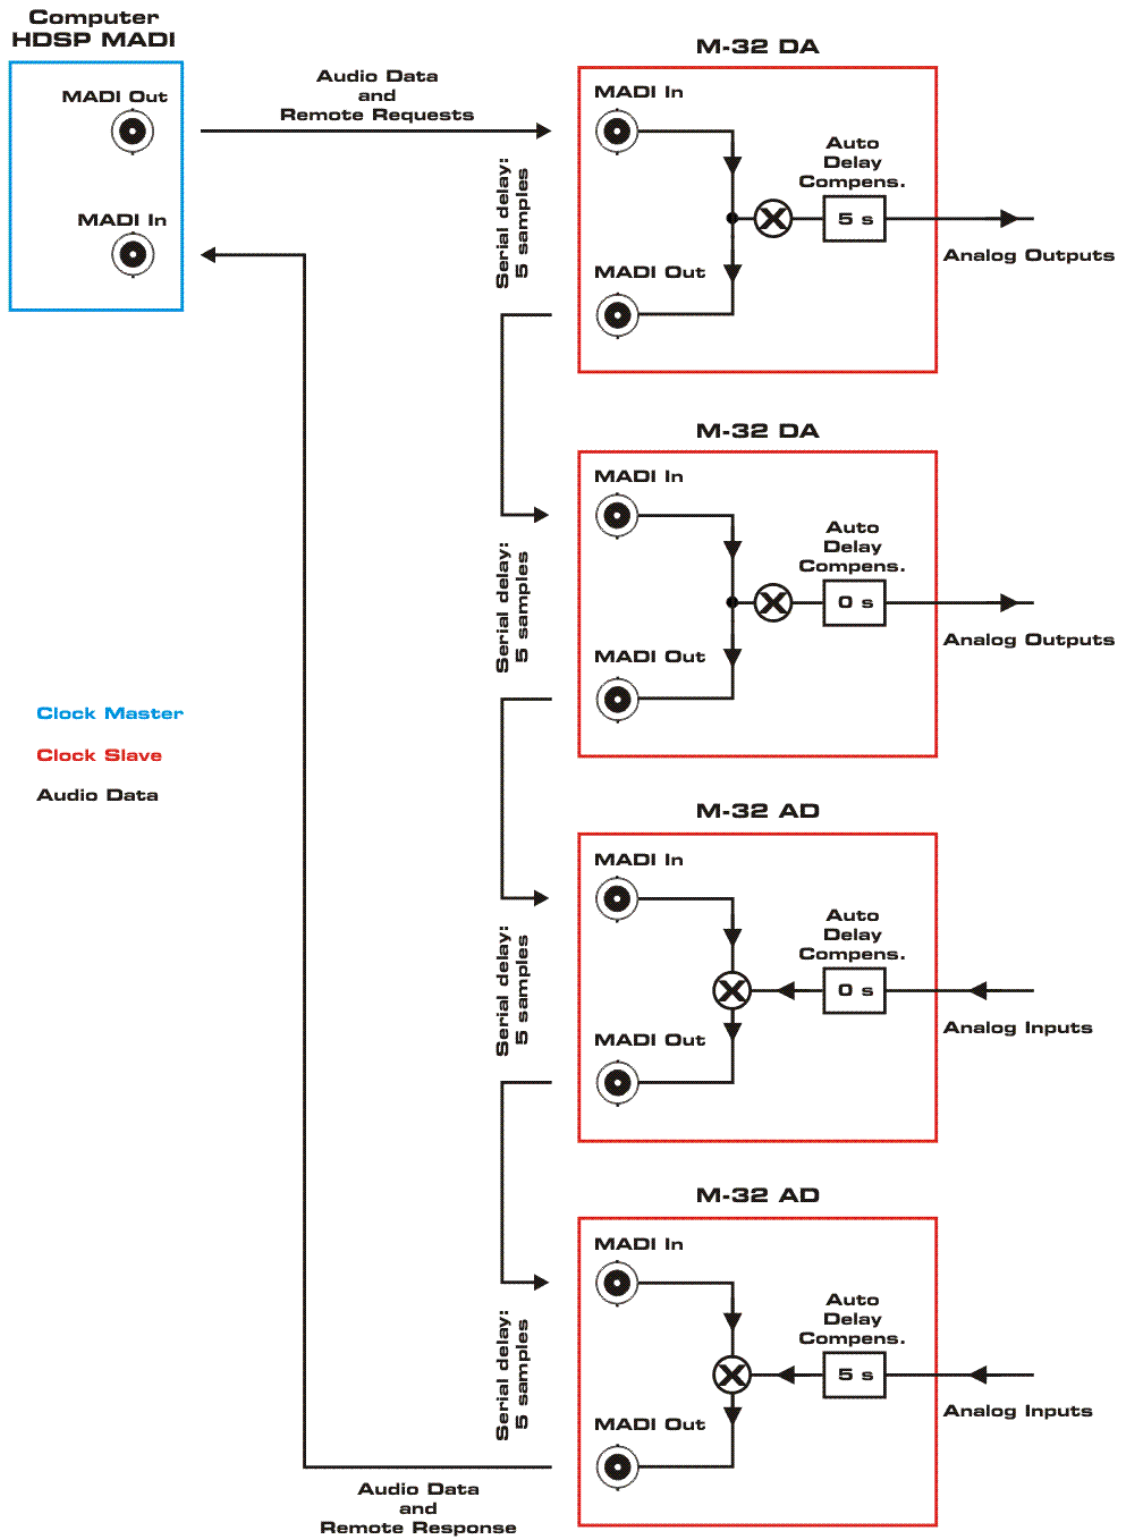 Computer
HDSP MADI
MADI Out
MADI In
Audio Data
and
Remote Requests
M-32 DA
MADI In
Auto
Delay
Compens.
5 s
Analog Outputs
MADI Out
Serial delay:
5 samples
M-32 DA
MADI In
Auto
Delay
Compens.
0 s
Analog Outputs
MADI Out
Serial delay:
5 samples
Clock Master
Clock Slave
Audio Data
M-32 AD
MADI In
Auto
Delay
Compens.
0 s
Analog Inputs
MADI Out
Serial delay:
5 samples
M-32 AD
MADI In
Auto
Delay
Compens.
5 s
Analog Inputs
MADI Out
Serial delay:
5 samples
Audio Data
and
Remote Response